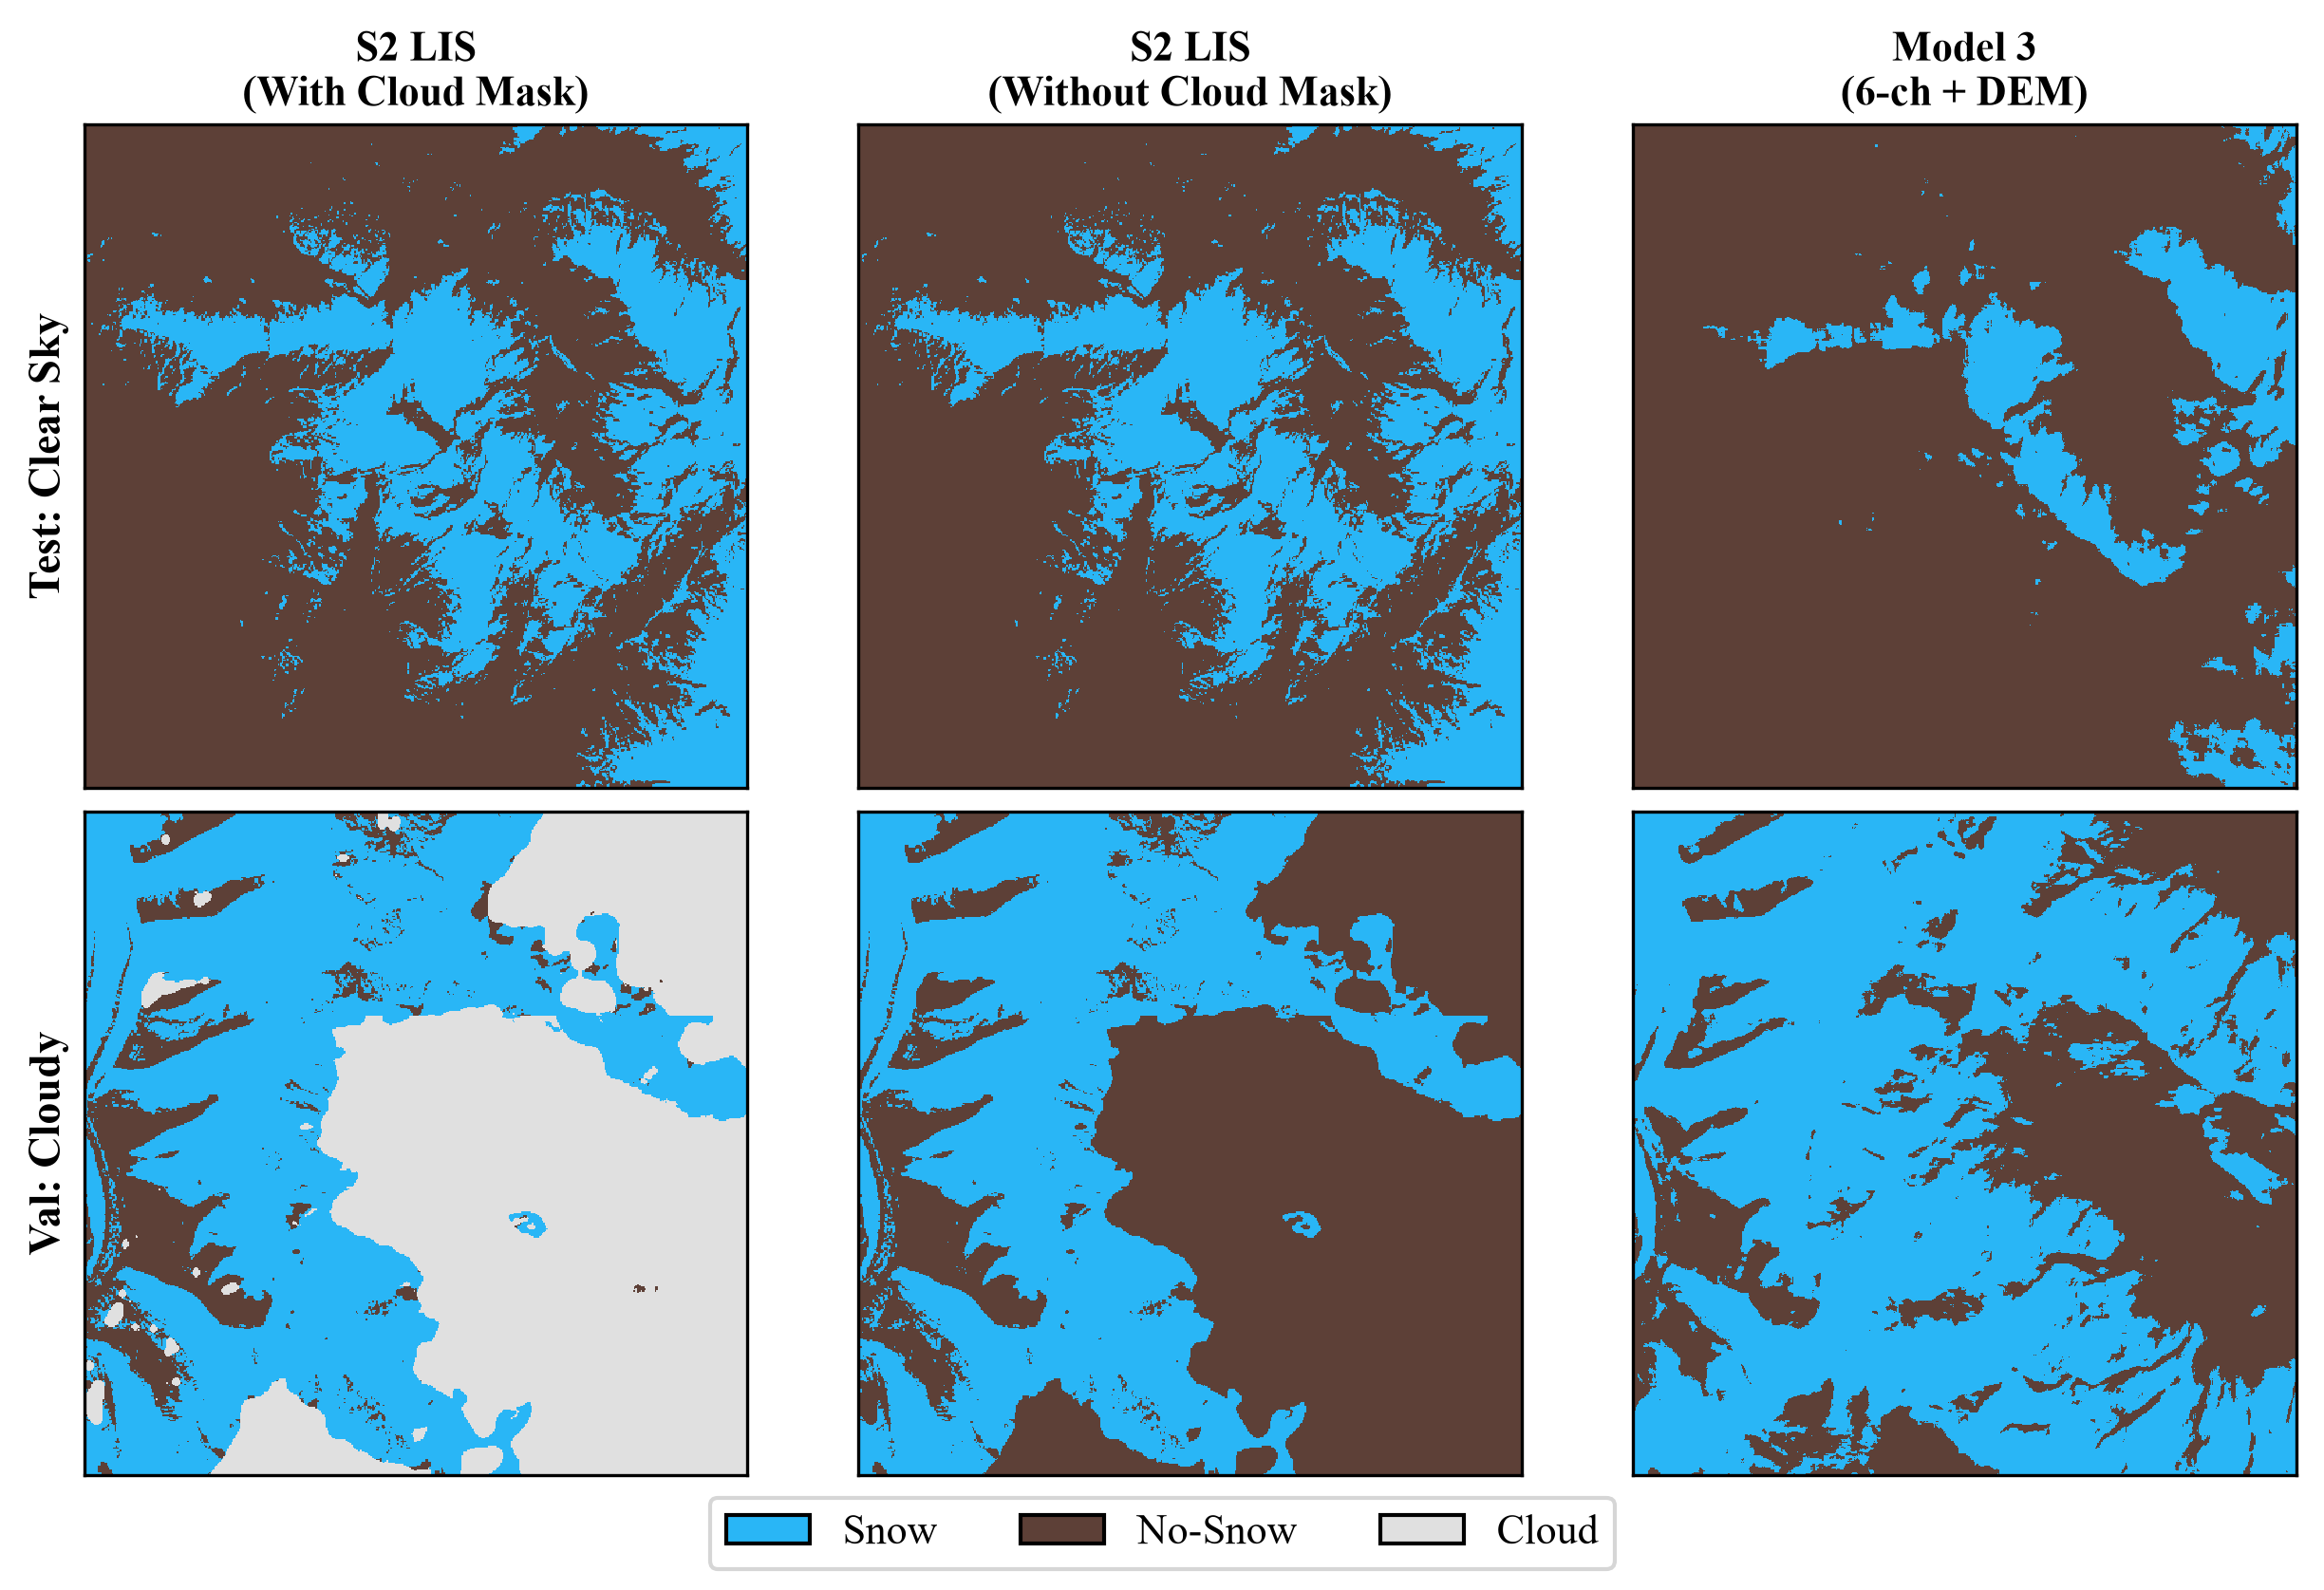 S2 LIS
(With Cloud Mask)
S2 LIS
(Without Cloud Mask)
Model 3
(6-ch + DEM)
Test: Clear Sky
Val: Cloudy
Snow
No-Snow
Cloud